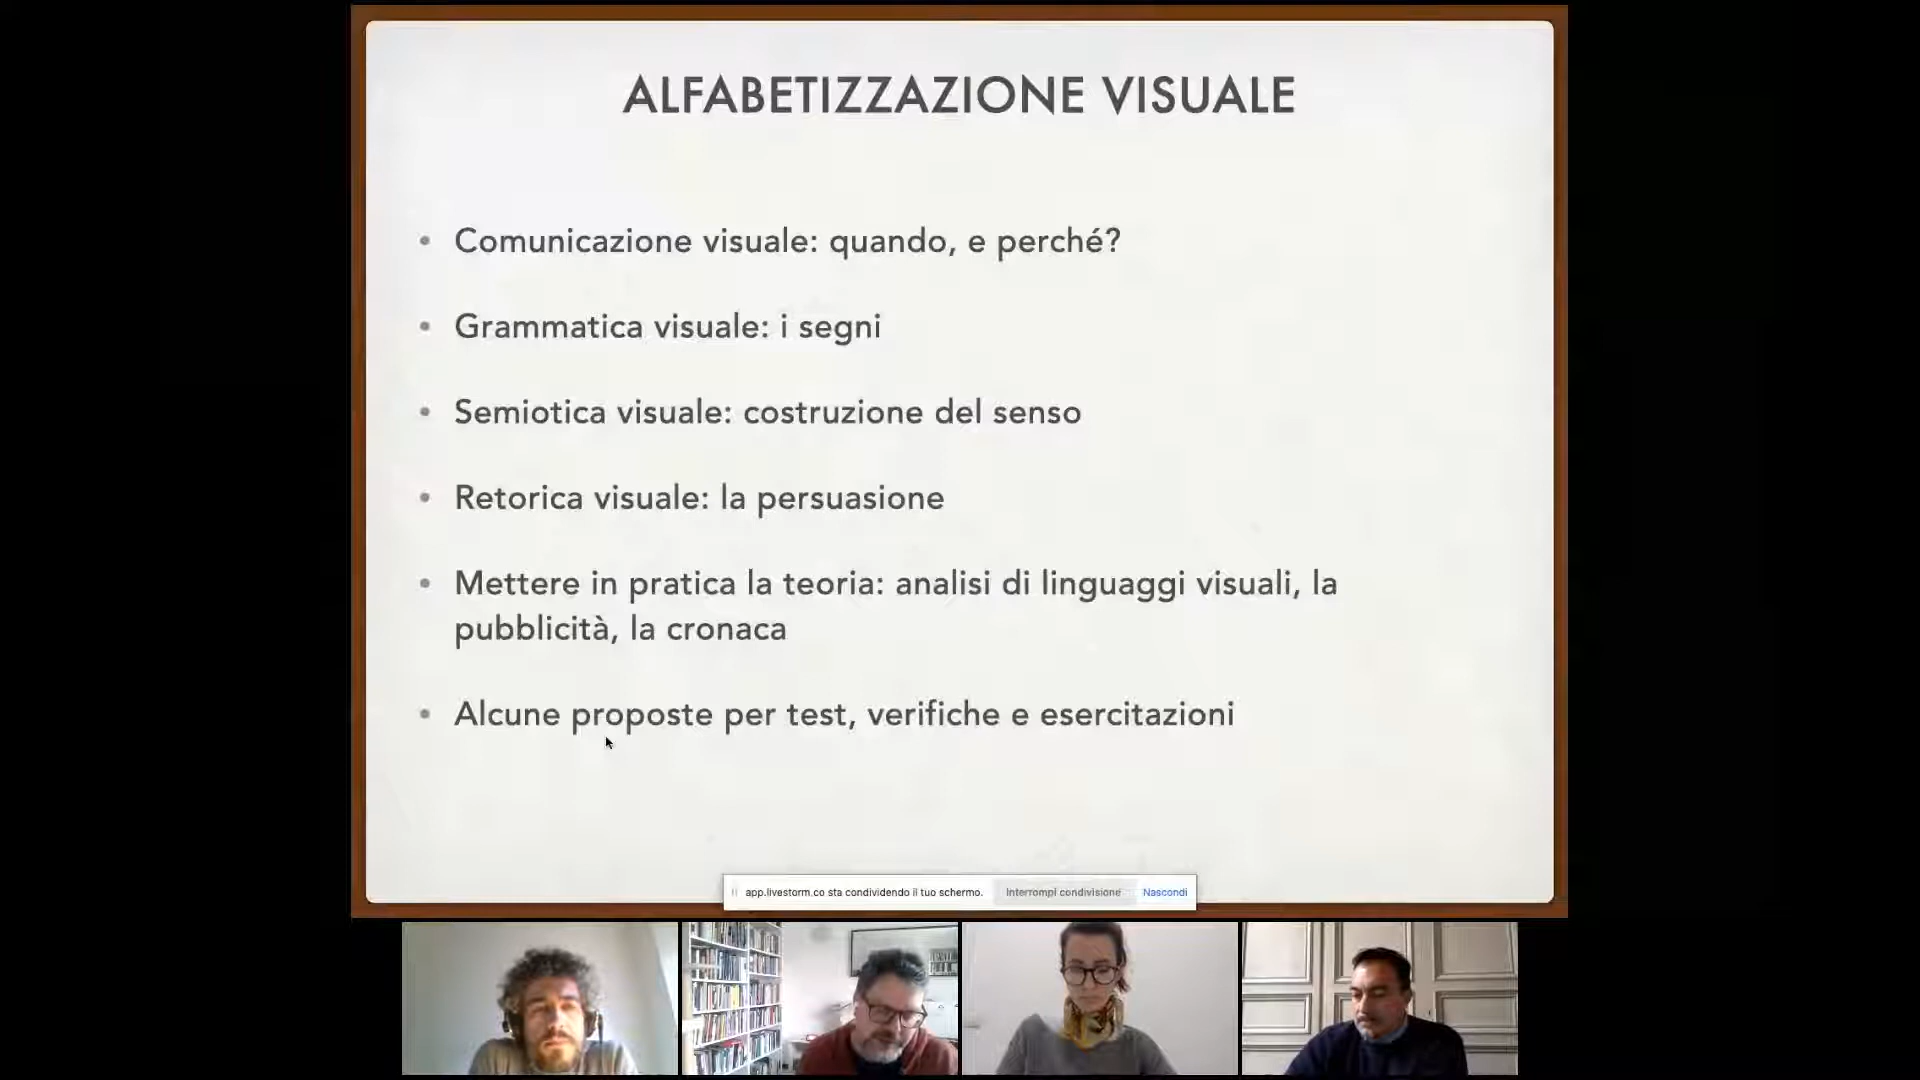 ALFABETIZZAZIONE VISUALE
• Comunicazione visuale: quando, e perché?
• Grammatica visuale: i segni
• Semiotica visuale: costruzione del senso
• Retorica visuale: la persuasione
• Mettere in pratica la teoria: analisi di linguaggi visuali, la
pubblicità, la cronaca
• Alcune proposte per test, verifiche e esercitazioni
app.livestorm.co sta condividendo il tuo schermo. Interrompi condivisione Nascondi